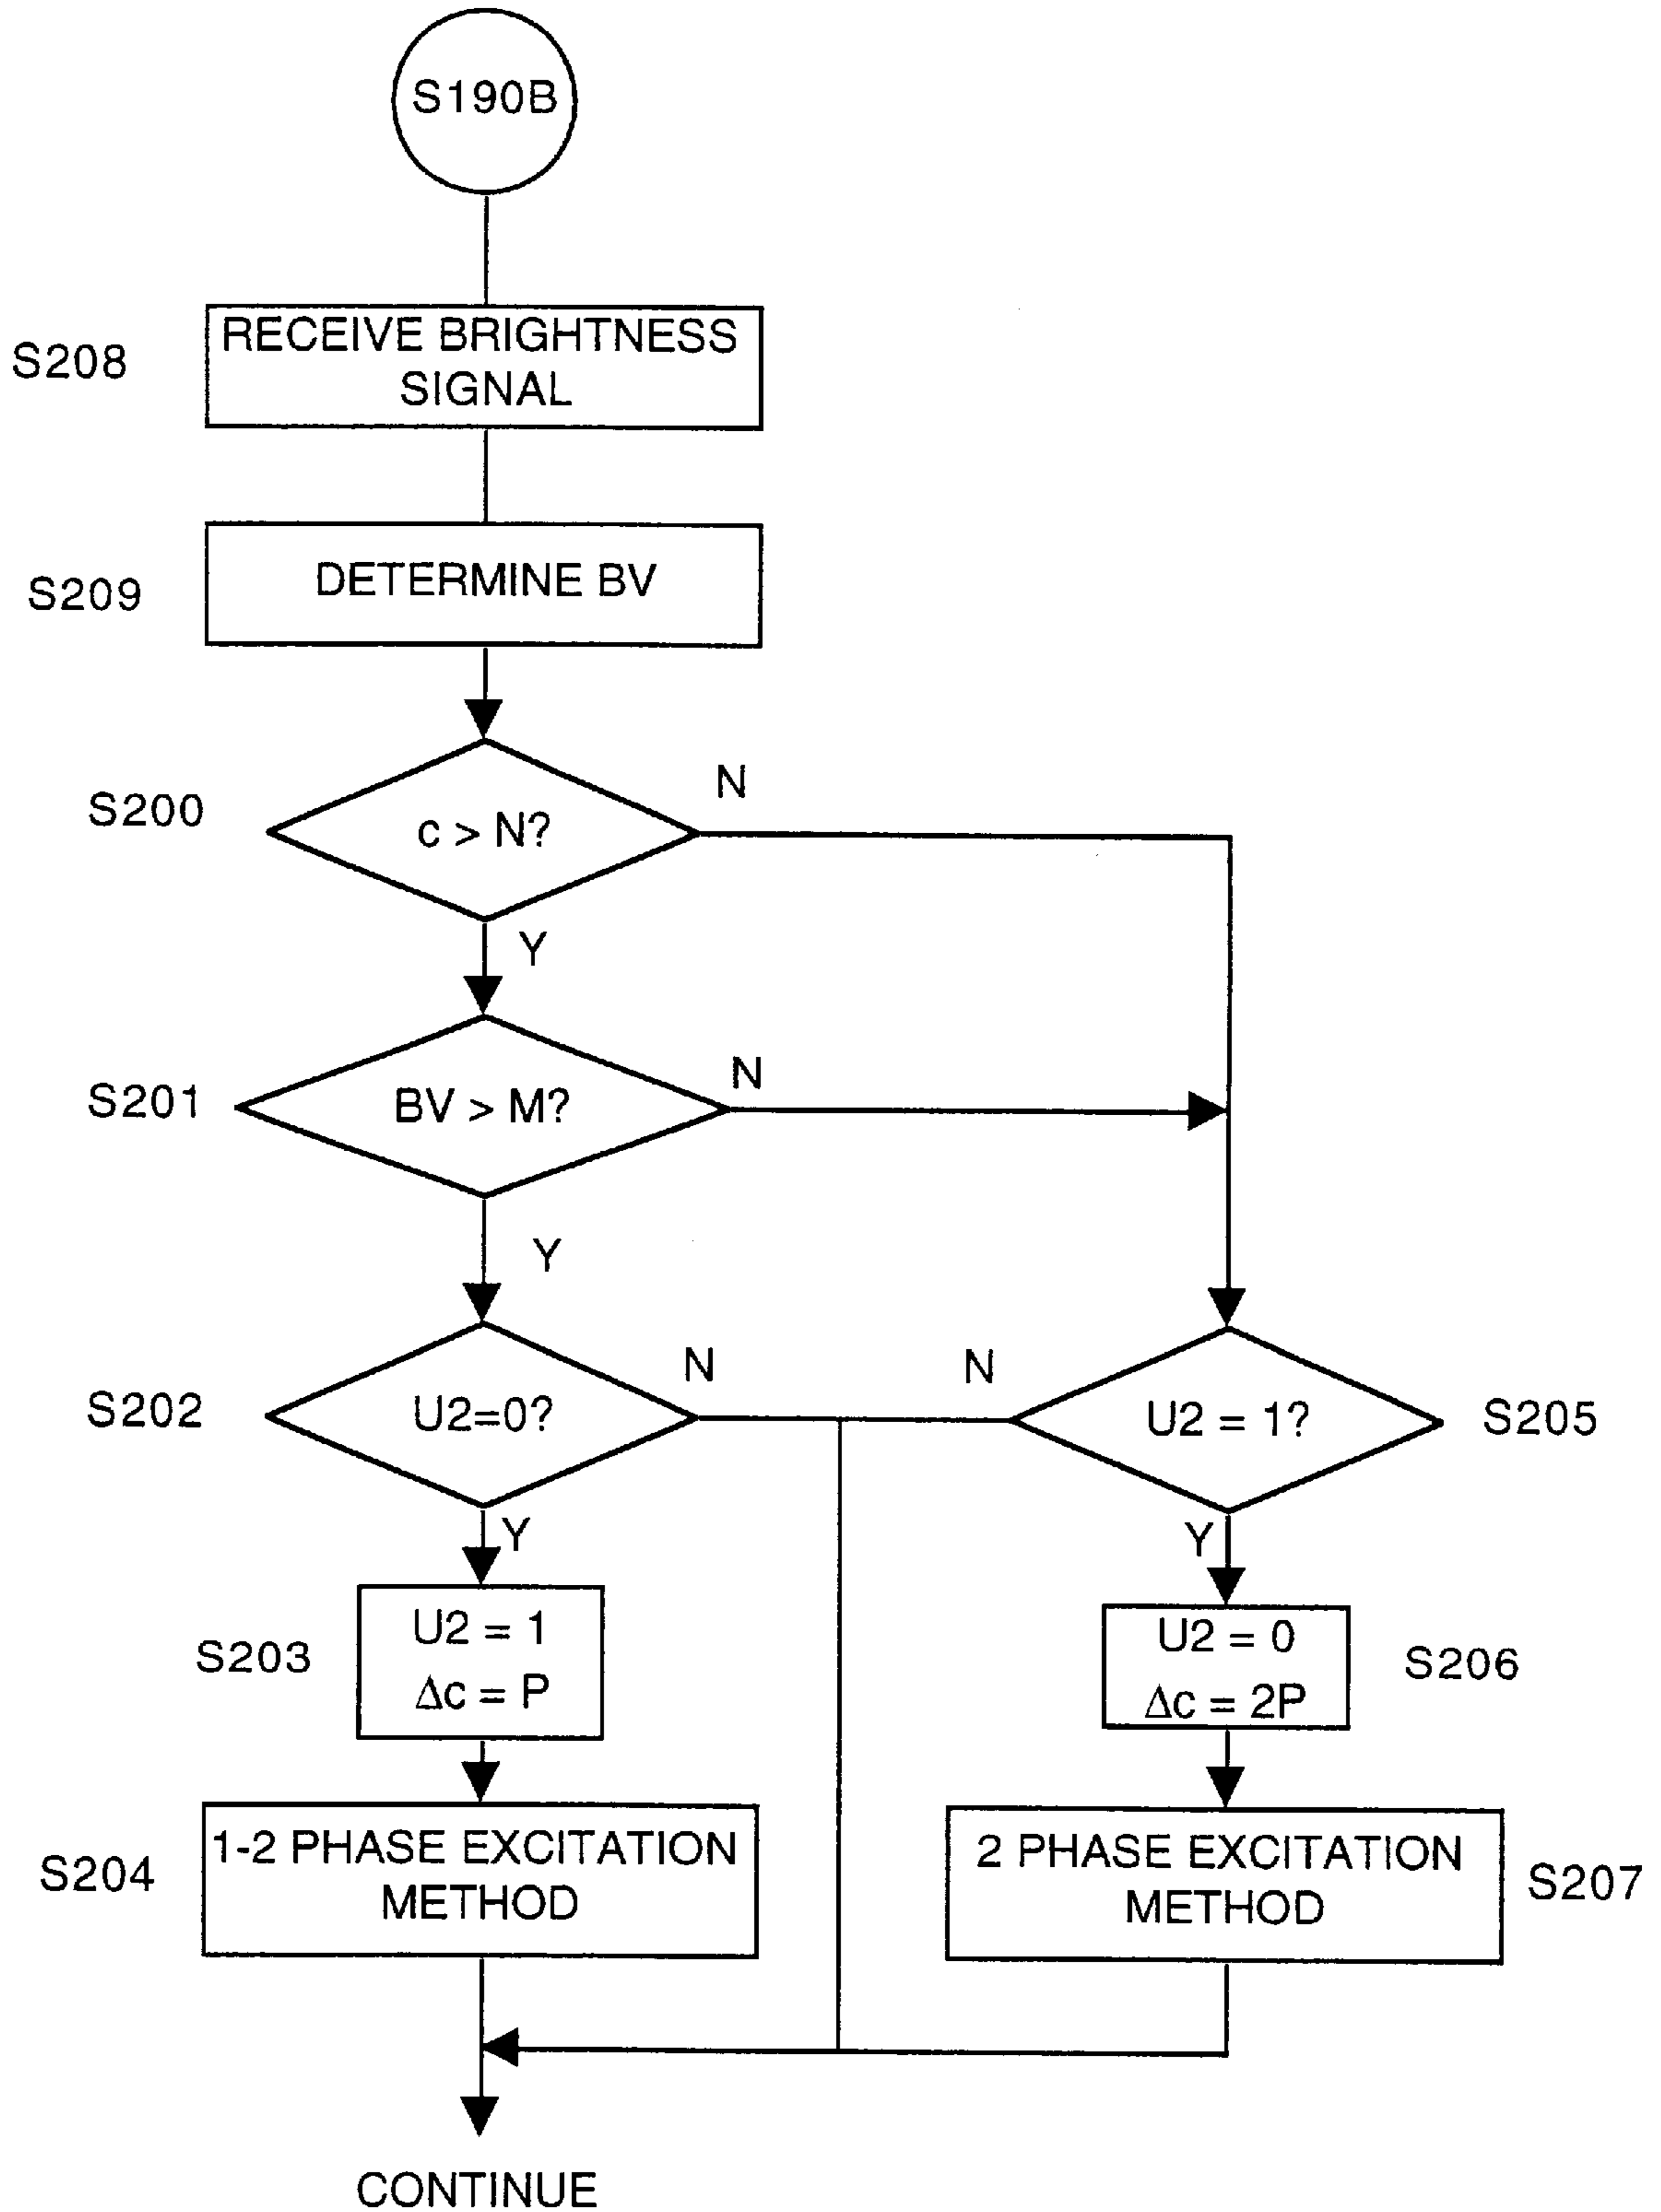 S190B
S208
RECEIVE BRIGHTNESS
SIGNAL
S209
DETERMINE BV
S200
c > N?
N
Y
S201
BV > M?
N
Y
S202
U2=0?
N
N
U2 = 1?
S205
Y
Y
S203
U2 = 1
Δc = P
U2 = 0
Δc = 2P
S206
S204
1-2 PHASE EXCITATION
METHOD
2 PHASE EXCITATION
METHOD
S207
CONTINUE